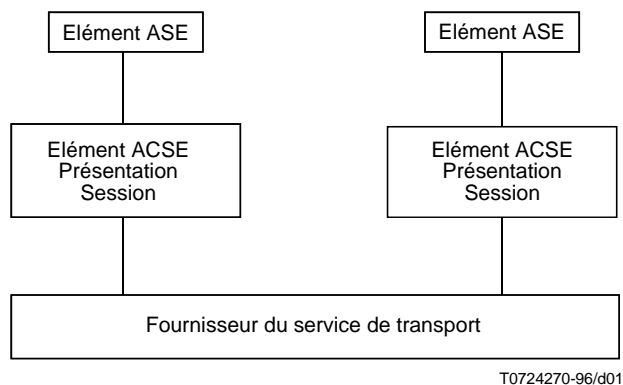 Elément ASE
Elément ASE
Elément ACSE
Présentation
Session
Elément ACSE
Présentation
Session
Fournisseur du service de transport
T0724270-96/d01